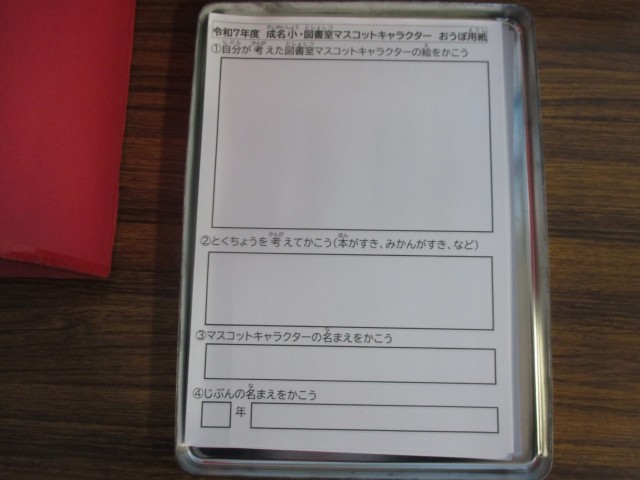 令和7年度 成名小・図書室マスコットキャラクター おうぼ用紙
①自分が考えた図書室マスコットキャラクターの絵をかこう
②とくちょうを考えてかこう(本がすき、みかんがすき、など)
③マスコットキャラクターの名まえをかこう
④じぶんの名まえをかこう
年